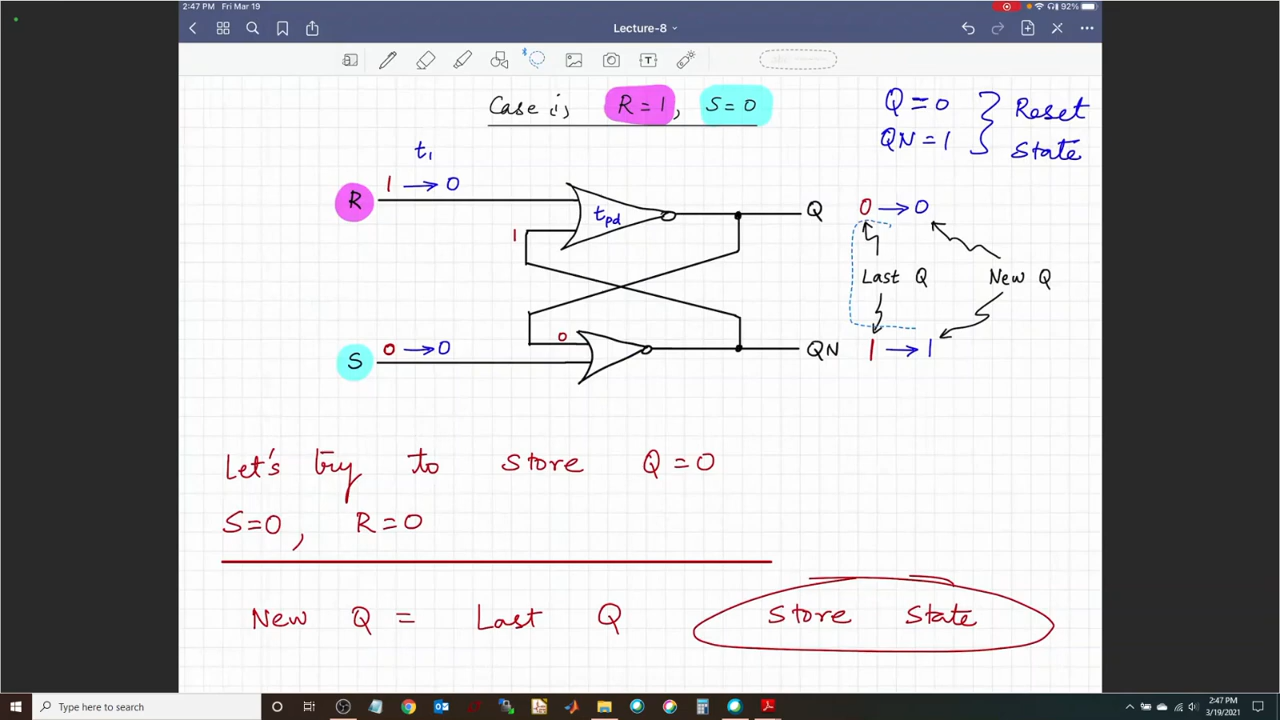 2:47 PM Fri Mar 19
92%
Lecture-8
Case is, R = 1, S = 0
Q = 0
QN = 1
Reset
State
t1
R 1 → 0
tpd
Q 0 → 0
1
Last Q
New Q
0
S 0 → 0
QN 1 → 1
Let's try to store Q = 0
S=0, R = 0
New Q = Last Q
Store State
Type here to search
2:47 PM
3/19/2021